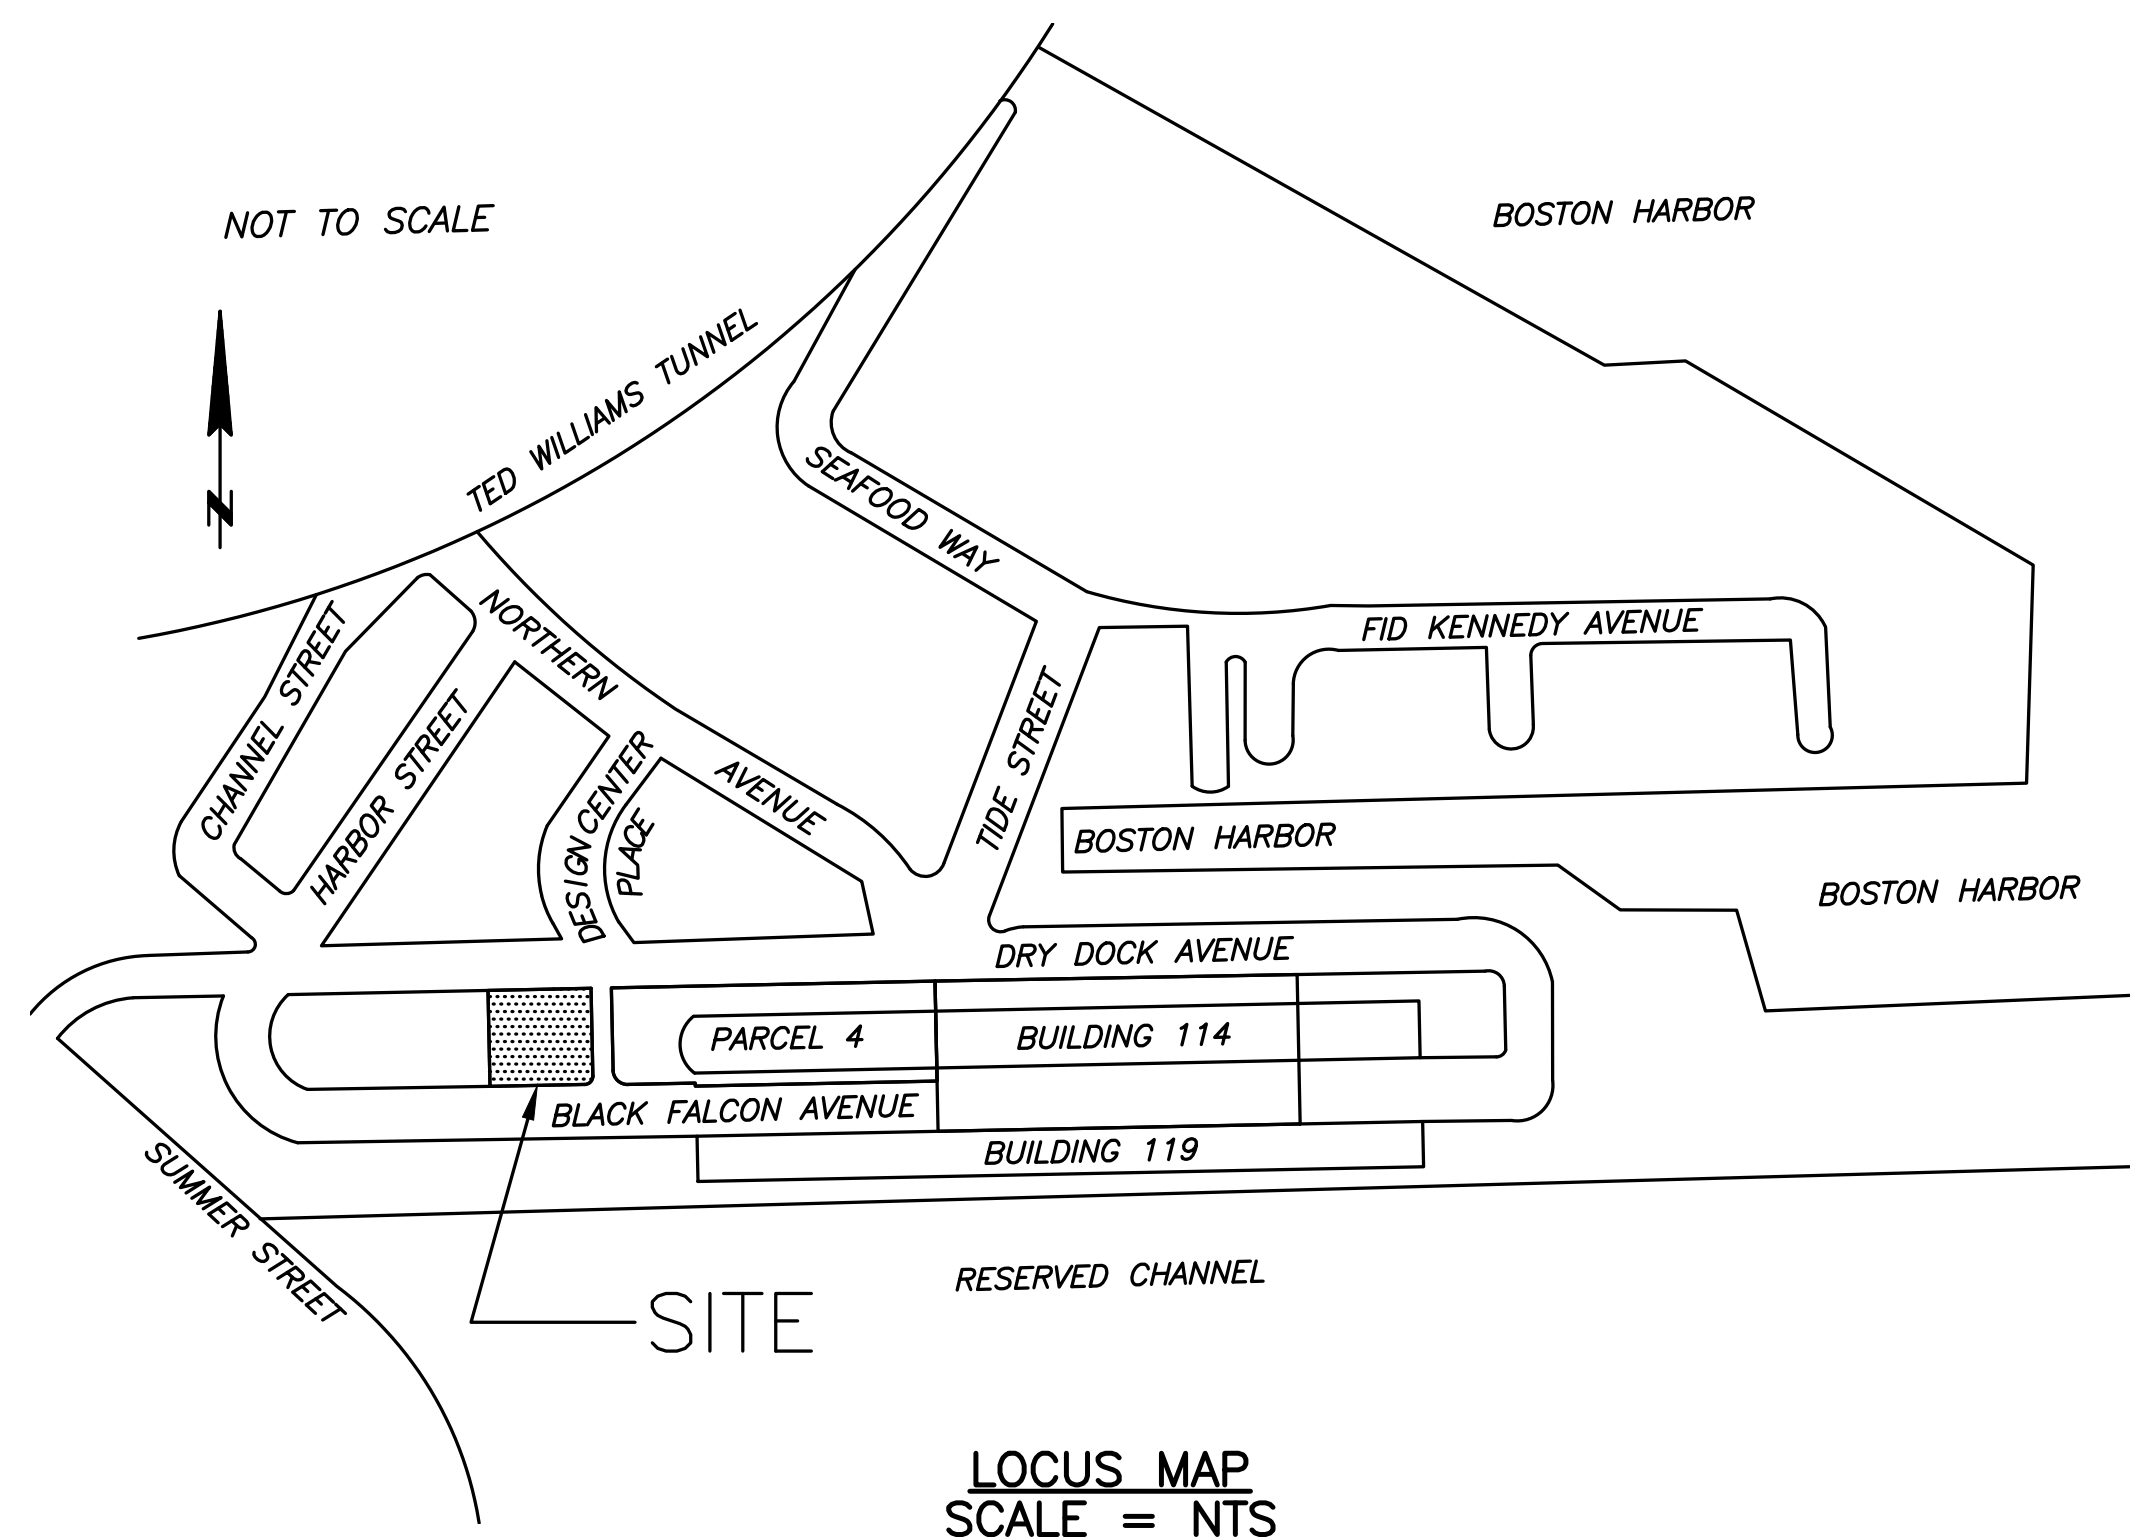 NOT TO SCALE
BOSTON HARBOR
N
TED WILLIAMS TUNNEL
SEAFOOD WAY
NORTHERN
AVENUE
CHANNEL STREET
HARBOR STREET
DESIGN CENTER
PLACE
TIDE STREET
FID KENNEDY AVENUE
BOSTON HARBOR
BOSTON HARBOR
DRY DOCK AVENUE
PARCEL 4
BUILDING 114
BLACK FALCON AVENUE
BUILDING 119
SUMMER STREET
RESERVED CHANNEL
SITE
LOCUS MAP
SCALE = NTS